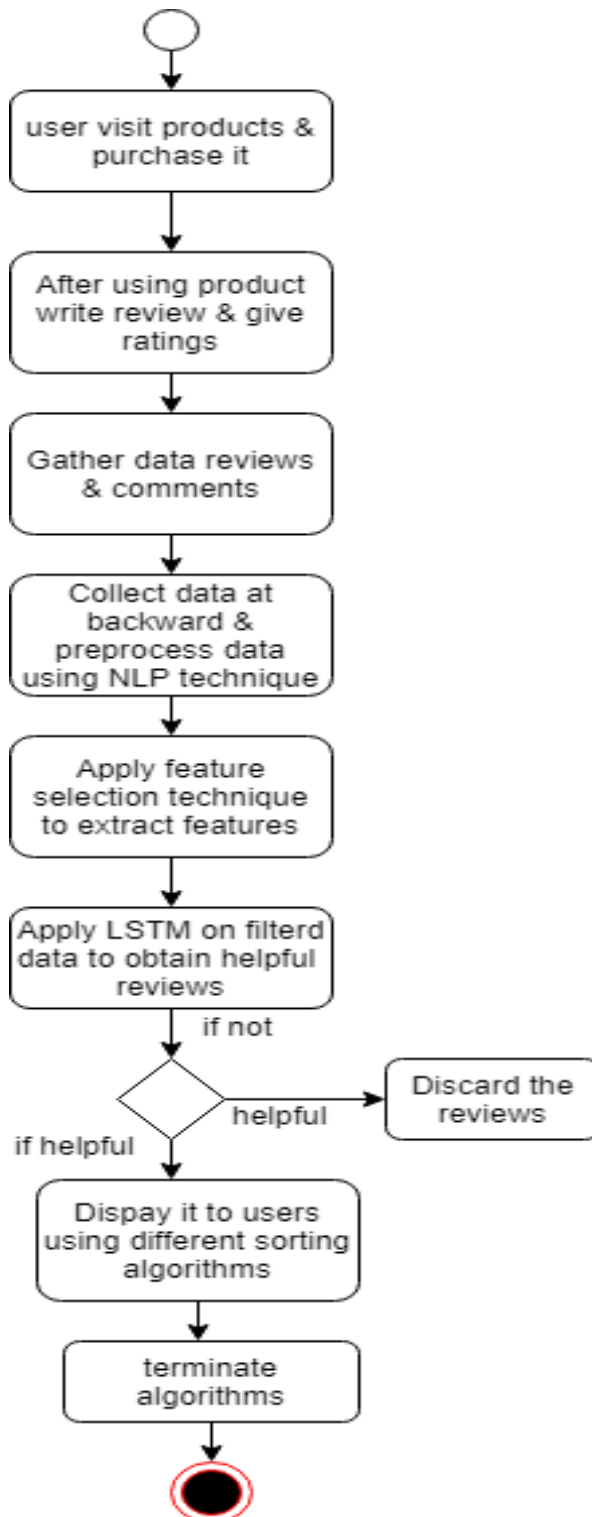 user visit products &
purchase it
After using product
write review & give
ratings
Gather data reviews
& comments
Collect data at
backward &
preprocess data
using NLP technique
Apply feature
selection technique
to extract features
Apply LSTM on filterd
data to obtain helpful
reviews
if not
helpful
Discard the
reviews
if helpful
Dispay it to users
using different sorting
algorithms
terminate
algorithms